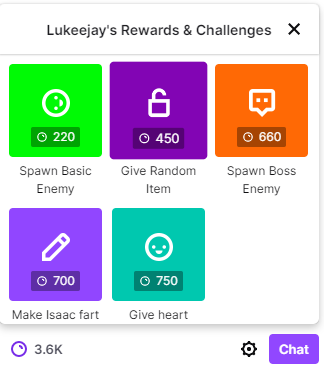 Lukeejay's Rewards & Challenges
220
450
660
Spawn Basic
Enemy
Give Random
Item
Spawn Boss
Enemy
700
750
Make Isaac fart
Give heart
3.6K
Chat